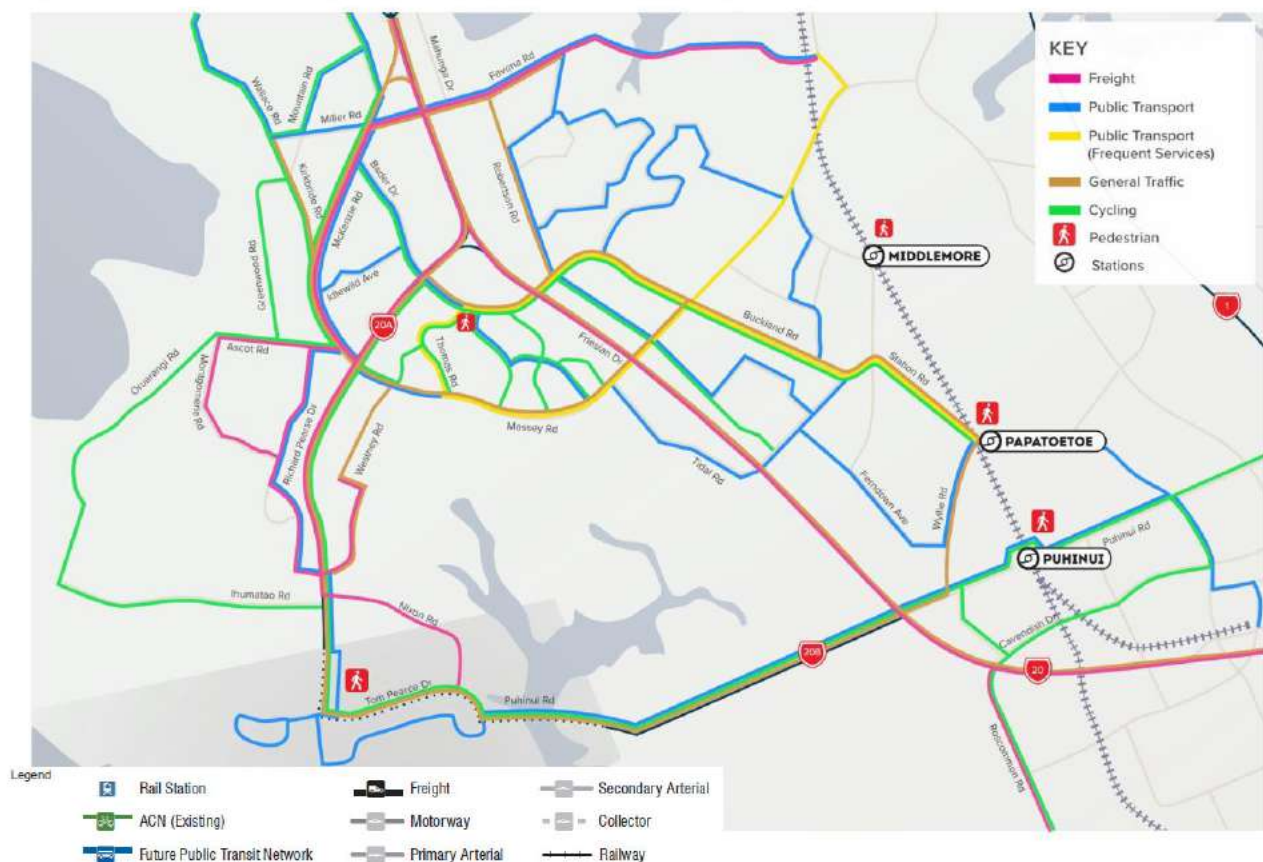 KEY
Freight
Public Transport
Public Transport
(Frequent Services)
General Traffic
Cycling
Pedestrian
Stations
1
Mahunga Dr
Favona Rd
Wallace Rd
Mountain Rd
Miller Rd
Kirkbride Rd
Bader Dr
McKenzie Rd
Robertson Rd
Greenwood Rd
Idlewild Ave
MIDDLEMORE
20A
Buckland Rd
Friesian Dr
Thomas Rd
Station Rd
Ascot Rd
Oruarangi Rd
Montgomerie Rd
Richard Pearse Dr
Westney Rd
Massey Rd
PAPATOETOE
Tidal Rd
Ferndown Ave
Wyllie Rd
Puhinui Rd
PUHINUI
Ihumatao Rd
Nixon Rd
Cavendish Dr
20B
20
Tom Pearce Dr
Puhinui Rd
Roscommon Rd
Legend
Rail Station
Freight
Secondary Arterial
ACN (Existing)
Motorway
Collector
Future Public Transit Network
Primary Arterial
Railway